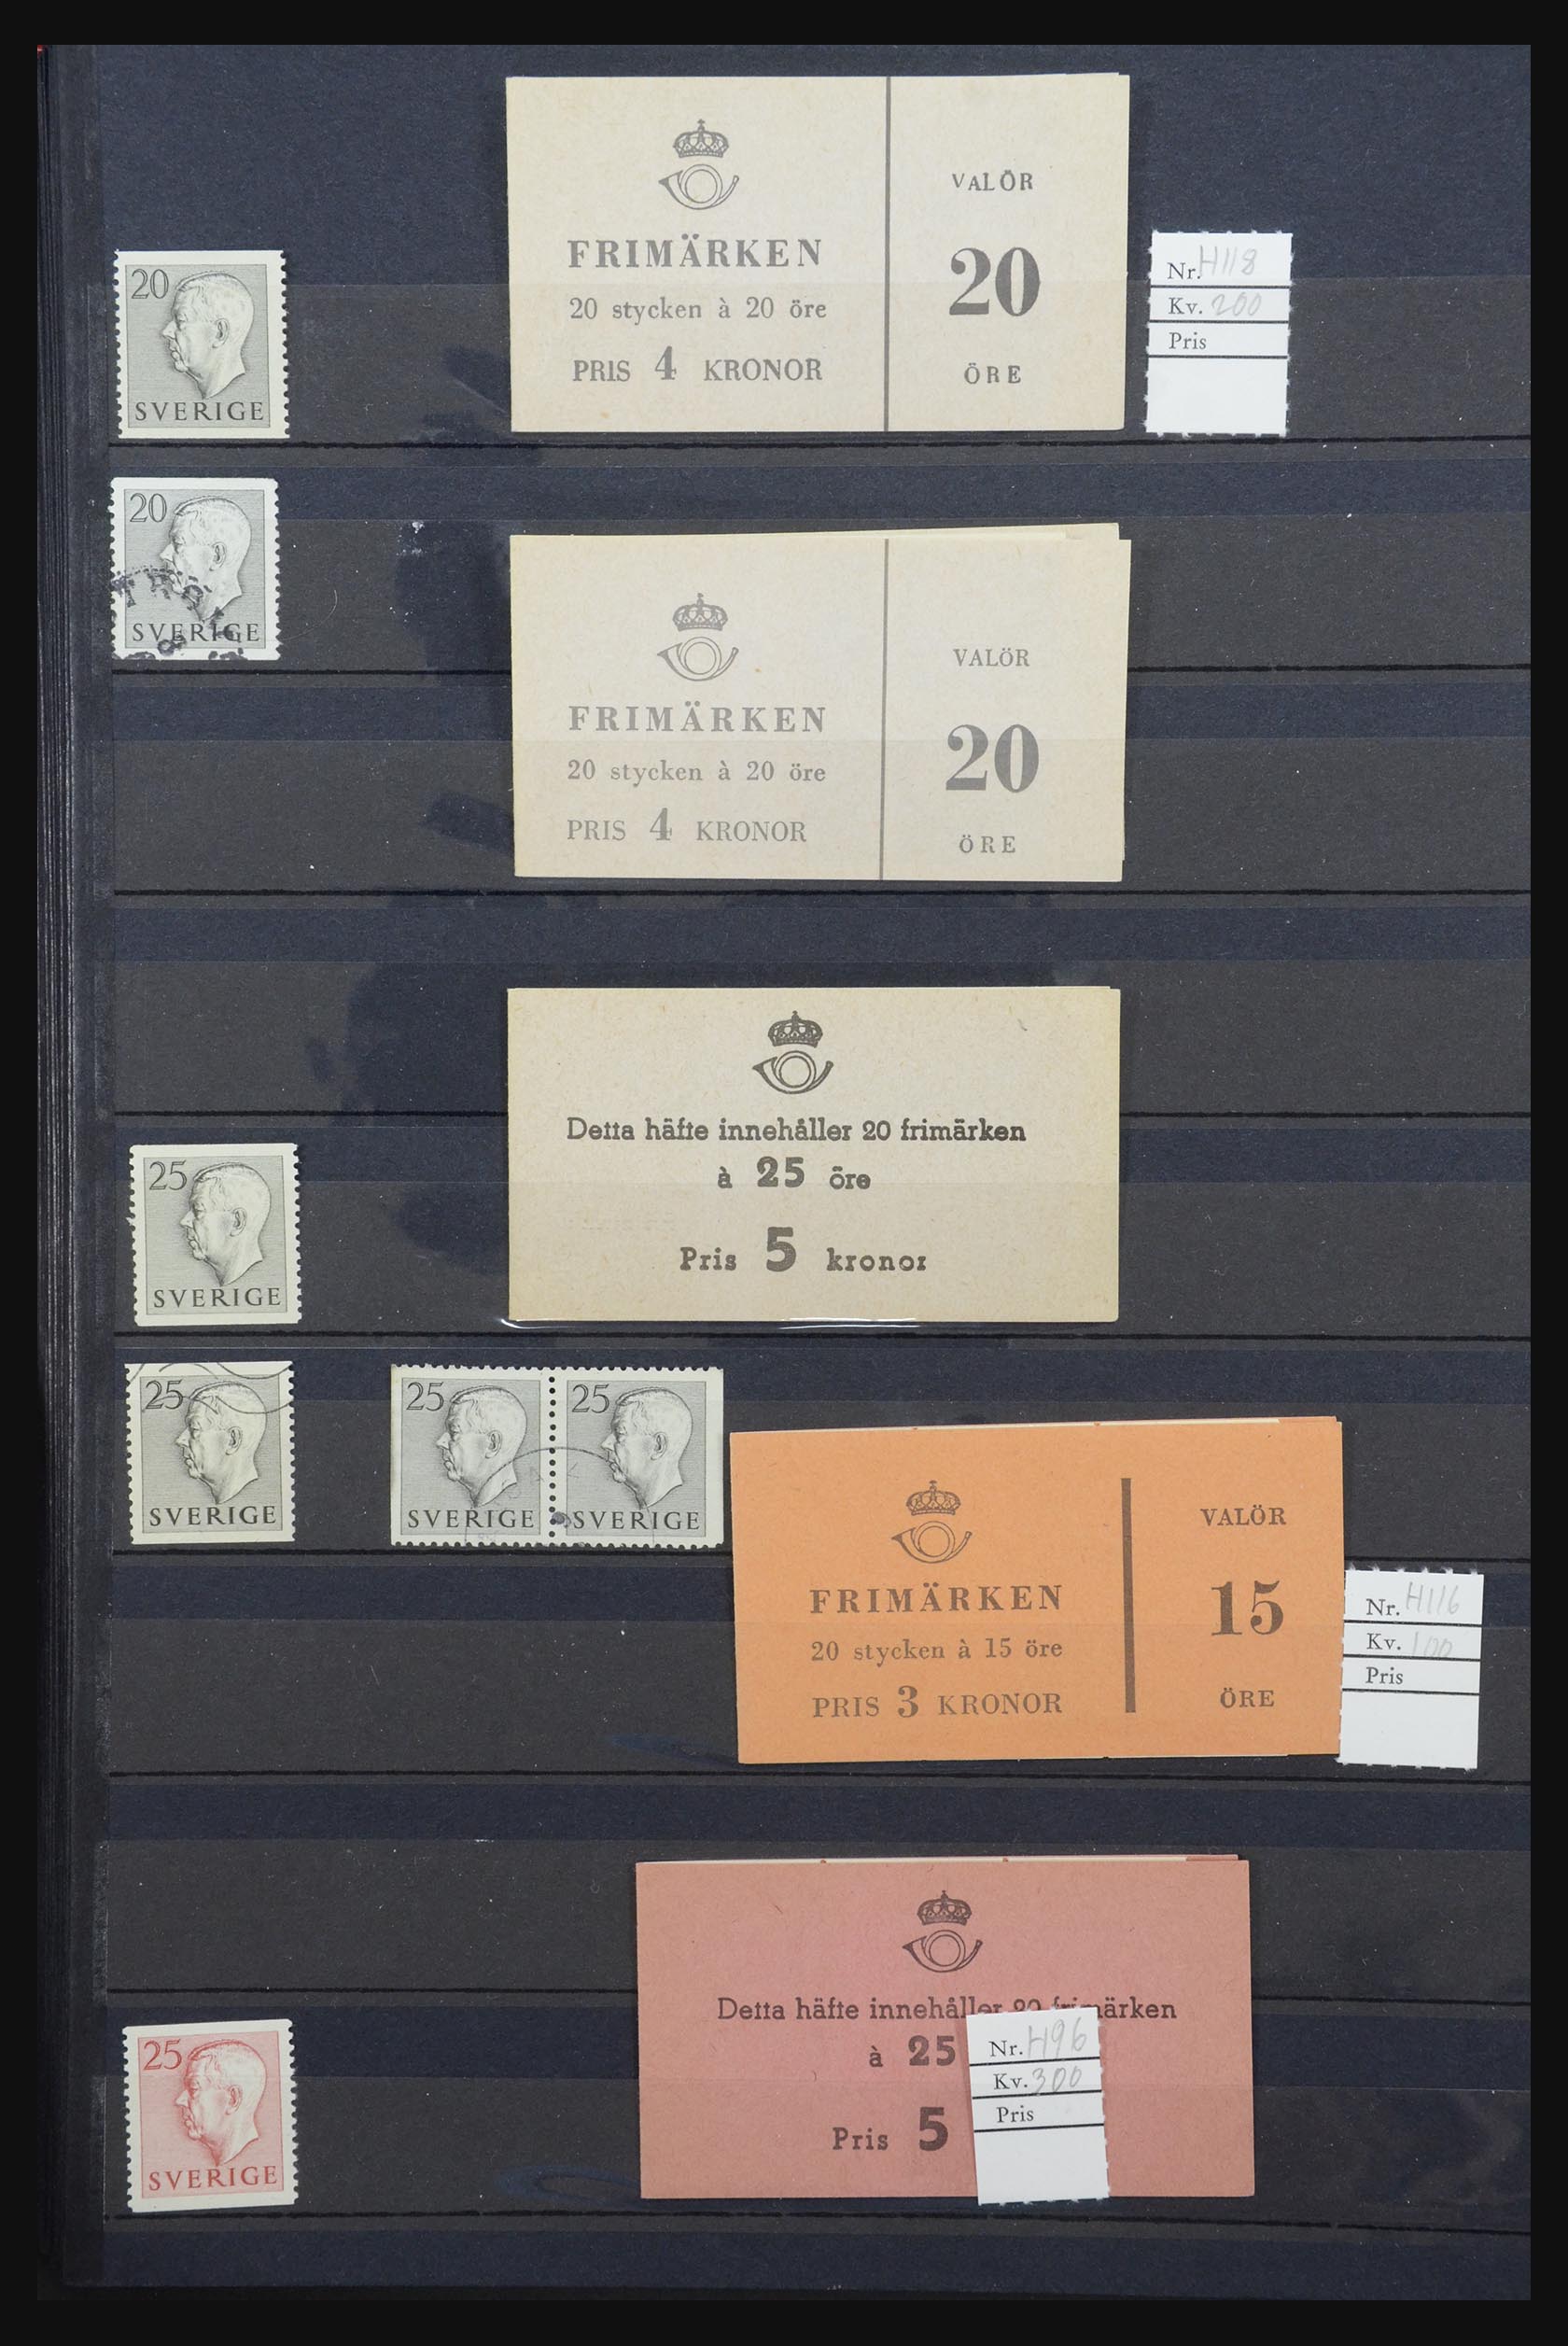 20
SVERIGE
FRIMÄRKEN
20 stycken à 20 öre
PRIS 4 KRONOR
VALÖR
20
ÖRE
Nr. H118
Kv. 200
Pris
20
SVERIGE
FRIMÄRKEN
20 stycken à 20 öre
PRIS 4 KRONOR
VALÖR
20
ÖRE
25
SVERIGE
Detta häfte innehåller 20 frimärken
à 25 öre
Pris 5 kronor
25
SVERIGE
25
SVERIGE
25
SVERIGE
FRIMÄRKEN
20 stycken à 15 öre
PRIS 3 KRONOR
VALÖR
15
ÖRE
Nr. H116
Kv. 100
Pris
25
SVERIGE
Detta häfte innehåller 20 frimärken
à 25
Pris 5
Nr. H96
Kv. 300
Pris